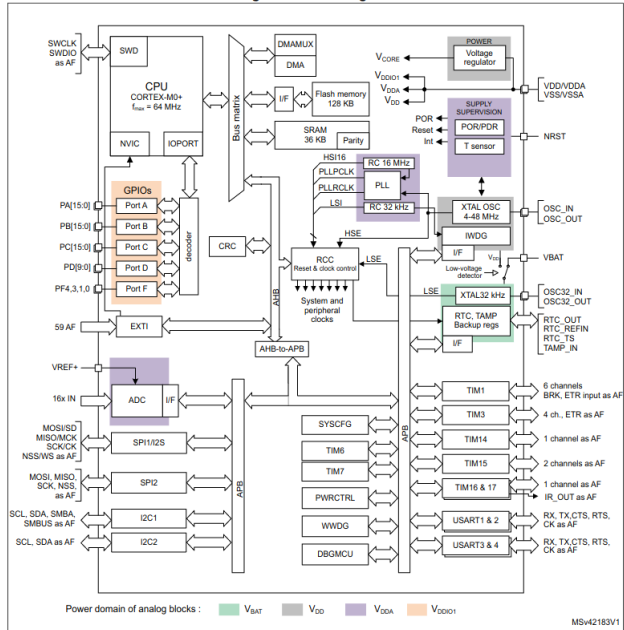 POWER
Voltage
regulator
VCORE
VDDIO1
VDDA
VDD
VDD/VDDA
VSS/VSSA
SWCLK
SWDIO
as AF
SWD
CPU
CORTEX-M0+
fmax = 64 MHz
NVIC
IOPORT
Bus matrix
DMAMUX
DMA
I/F
Flash memory
128 KB
SRAM
36 KB
Parity
SUPPLY
SUPERVISION
POR
Reset
Int
POR/PDR
T sensor
NRST
HSI16
PLLPCLK
PLLRCLK
LSI
RC 16 MHz
PLL
RC 32 kHz
HSE
XTAL OSC
4-48 MHz
OSC_IN
OSC_OUT
IWDG
I/F
VDD
Low-voltage
detector
VBAT
GPIOs
PA[15:0]
Port A
PB[15:0]
Port B
PC[15:0]
Port C
PD[9:0]
Port D
PF4,3,1,0
Port F
decoder
CRC
RCC
Reset & clock control
LSE
LSE
XTAL32 kHz
OSC32_IN
OSC32_OUT
System and
peripheral
clocks
RTC, TAMP
Backup regs
I/F
RTC_OUT
RTC_REFIN
RTC_TS
TAMP_IN
59 AF
EXTI
AHB
AHB-to-APB
VREF+
16x IN
ADC
I/F
MOSI/SD
MISO/MCK
SCK/CK
NSS/WS as AF
SPI1/I2S
MOSI, MISO,
SCK, NSS,
as AF
SPI2
SCL, SDA, SMBA,
SMBUS as AF
I2C1
SCL, SDA as AF
I2C2
APB
SYSCFG
TIM6
TIM7
PWRCTRL
WWDG
DBGMCU
APB
TIM1
6 channels
BRK, ETR input as AF
TIM3
4 ch., ETR as AF
TIM14
1 channel as AF
TIM15
2 channels as AF
TIM16 & 17
1 channel as AF
IR_OUT as AF
USART1 & 2
RX, TX,CTS, RTS,
CK as AF
USART3 & 4
RX, TX,CTS, RTS,
CK as AF
Power domain of analog blocks :
VBAT
VDD
VDDA
VDDIO1
MSv42183V1